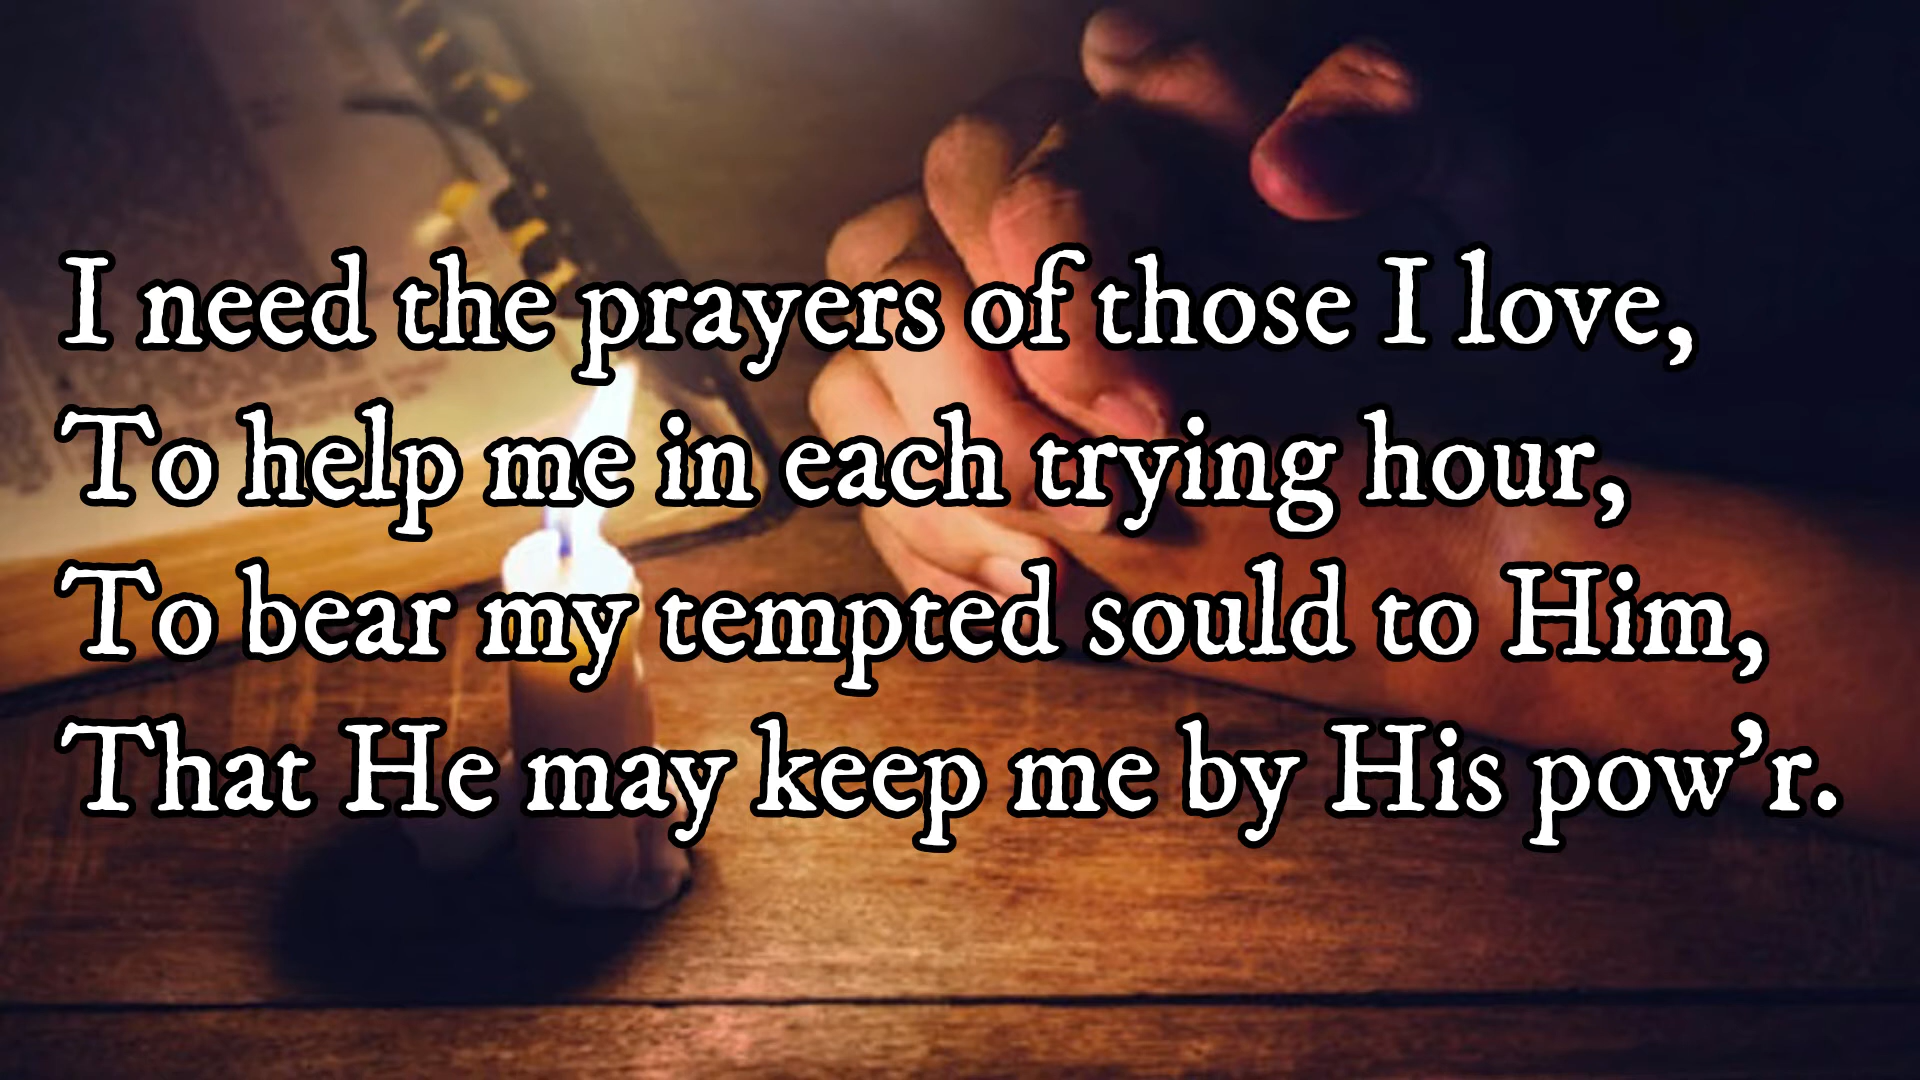 I need the prayers of those I love,
To help me in each trying hour,
To bear my tempted sould to Him,
That He may keep me by His pow’r.